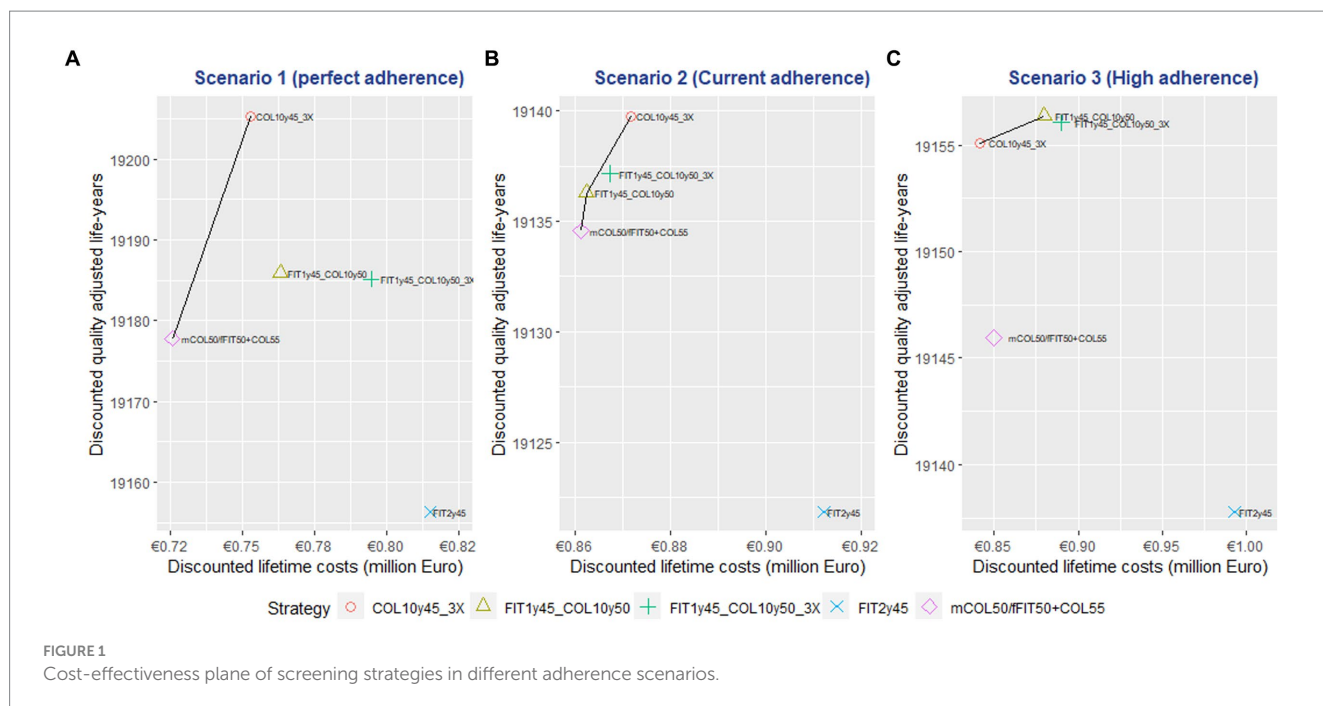 A
Scenario 1 (perfect adherence)
Discounted quality adjusted life-years
19200
19190
19180
19170
19160
COL10y45_3X
FIT1y45_COL10y50
FIT1y45_COL10y50_3X
mCOL50/fFIT50+COL55
FIT2y45
€0.72
€0.75
€0.78
€0.80
€0.82
Discounted lifetime costs (million Euro)
B
Scenario 2 (Current adherence)
Discounted quality adjusted life-years
19140
19135
19130
19125
COL10y45_3X
FIT1y45_COL10y50_3X
FIT1y45_COL10y50
mCOL50/fFIT50+COL55
FIT2y45
€0.86
€0.88
€0.90
€0.92
Discounted lifetime costs (million Euro)
C
Scenario 3 (High adherence)
Discounted quality adjusted life-years
19155
19150
19145
19140
FIT1y45_COL10y50
FIT1y45_COL10y50_3X
COL10y45_3X
mCOL50/fFIT50+COL55
FIT2y45
€0.85
€0.90
€0.95
€1.00
Discounted lifetime costs (million Euro)
Strategy COL10y45_3X FIT1y45_COL10y50 FIT1y45_COL10y50_3X FIT2y45 mCOL50/fFIT50+COL55
FIGURE 1
Cost-effectiveness plane of screening strategies in different adherence scenarios.